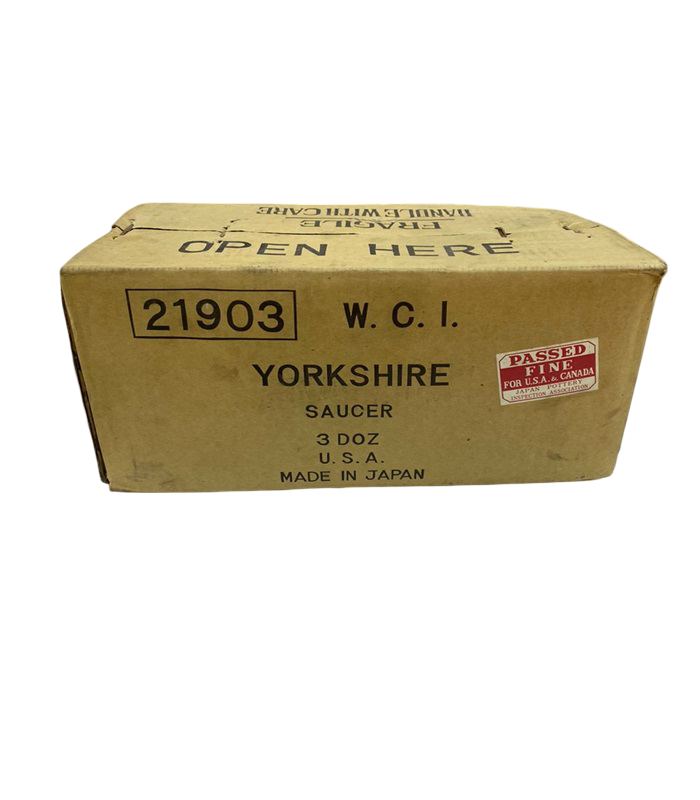 HANDLE WITH CARE
FRAGILE
OPEN HERE
21903 W. C. I.
YORKSHIRE
SAUCER
3 DOZ
U. S. A.
MADE IN JAPAN
PASSED
FINE
FOR U.S.A. & CANADA
JAPAN POTTERY
INSPECTION ASSOCIATION